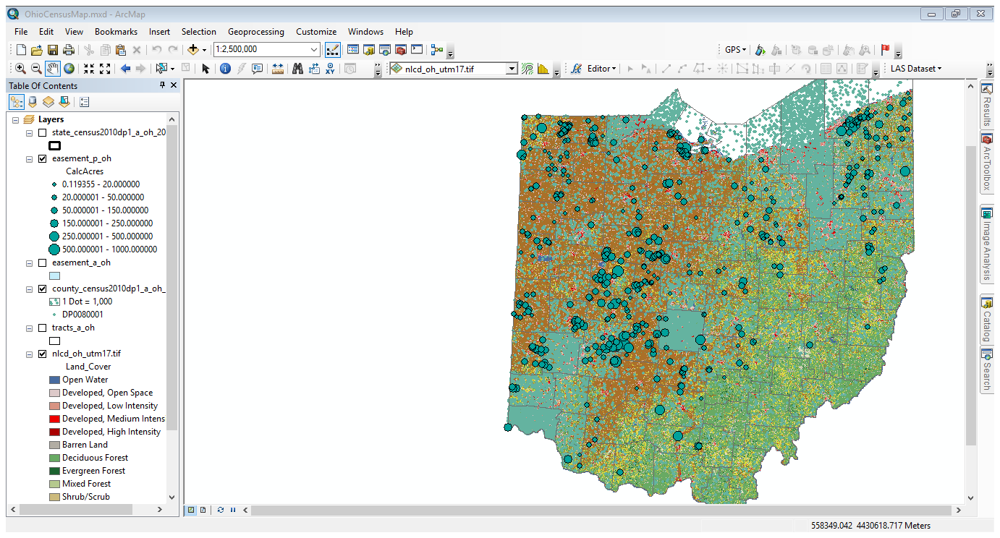 OhioCensusMap.mxd - ArcMap
File Edit View Bookmarks Insert Selection Geoprocessing Customize Windows Help
1:2,500,000
GPS
nlcd_oh_utm17.tif
Editor
LAS Dataset
Table Of Contents
Layers
state_census2010dp1_a_oh_20
easement_p_oh
CalcAcres
0.119355 - 20.000000
20.000001 - 50.000000
50.000001 - 150.000000
150.000001 - 250.000000
250.000001 - 500.000000
500.000001 - 1000.000000
easement_a_oh
county_census2010dp1_a_oh_
1 Dot = 1,000
DP0080001
tracts_a_oh
nlcd_oh_utm17.tif
Land_Cover
Open Water
Developed, Open Space
Developed, Low Intensity
Developed, Medium Intens
Developed, High Intensity
Barren Land
Deciduous Forest
Evergreen Forest
Mixed Forest
Shrub/Scrub
Results
ArcToolbox
Image Analysis
Catalog
Search
558349.042 4430618.717 Meters